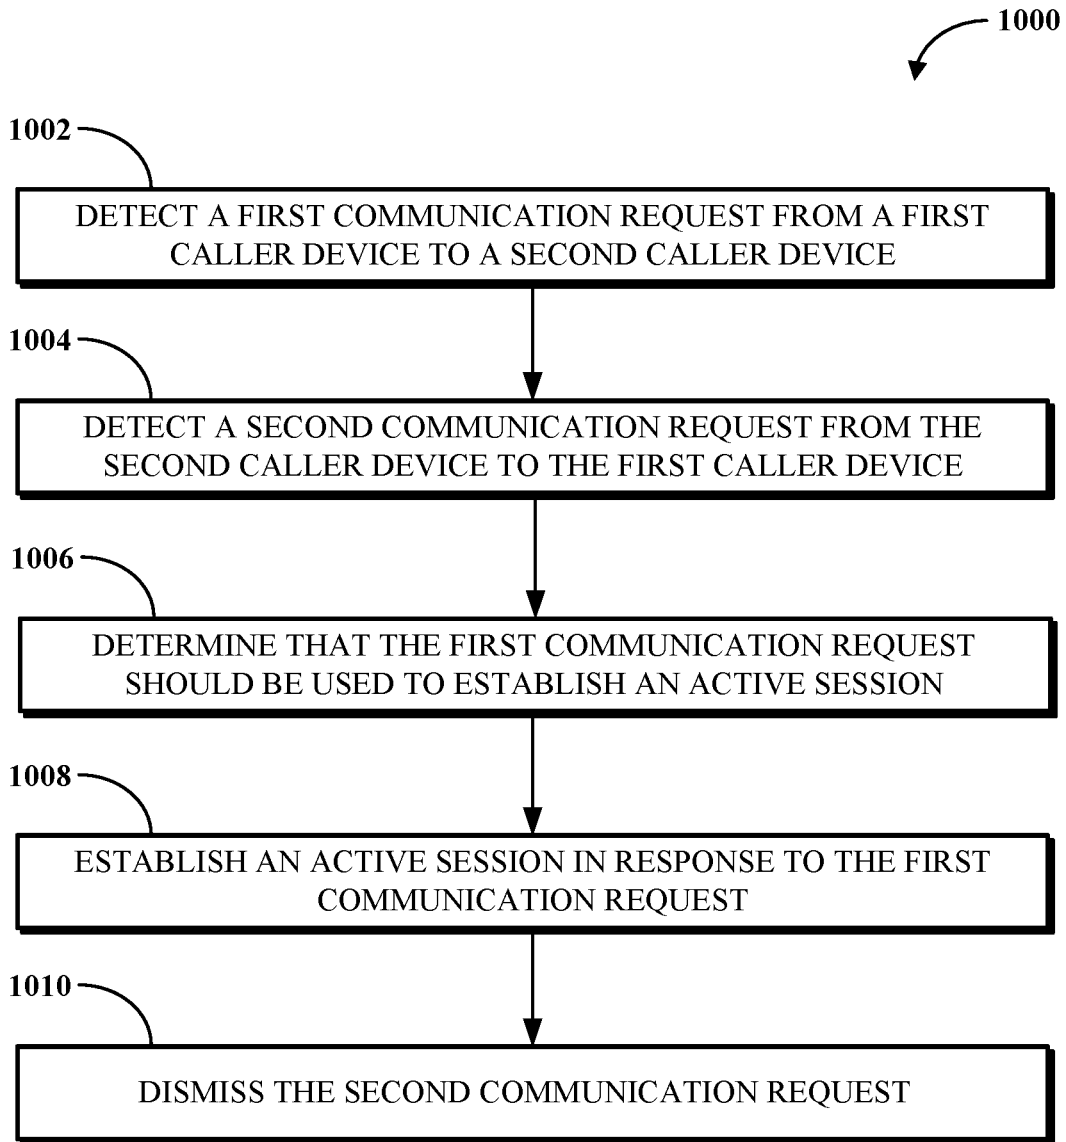 1000
1002
DETECT A FIRST COMMUNICATION REQUEST FROM A FIRST
CALLER DEVICE TO A SECOND CALLER DEVICE
1004
DETECT A SECOND COMMUNICATION REQUEST FROM THE
SECOND CALLER DEVICE TO THE FIRST CALLER DEVICE
1006
DETERMINE THAT THE FIRST COMMUNICATION REQUEST
SHOULD BE USED TO ESTABLISH AN ACTIVE SESSION
1008
ESTABLISH AN ACTIVE SESSION IN RESPONSE TO THE FIRST
COMMUNICATION REQUEST
1010
DISMISS THE SECOND COMMUNICATION REQUEST